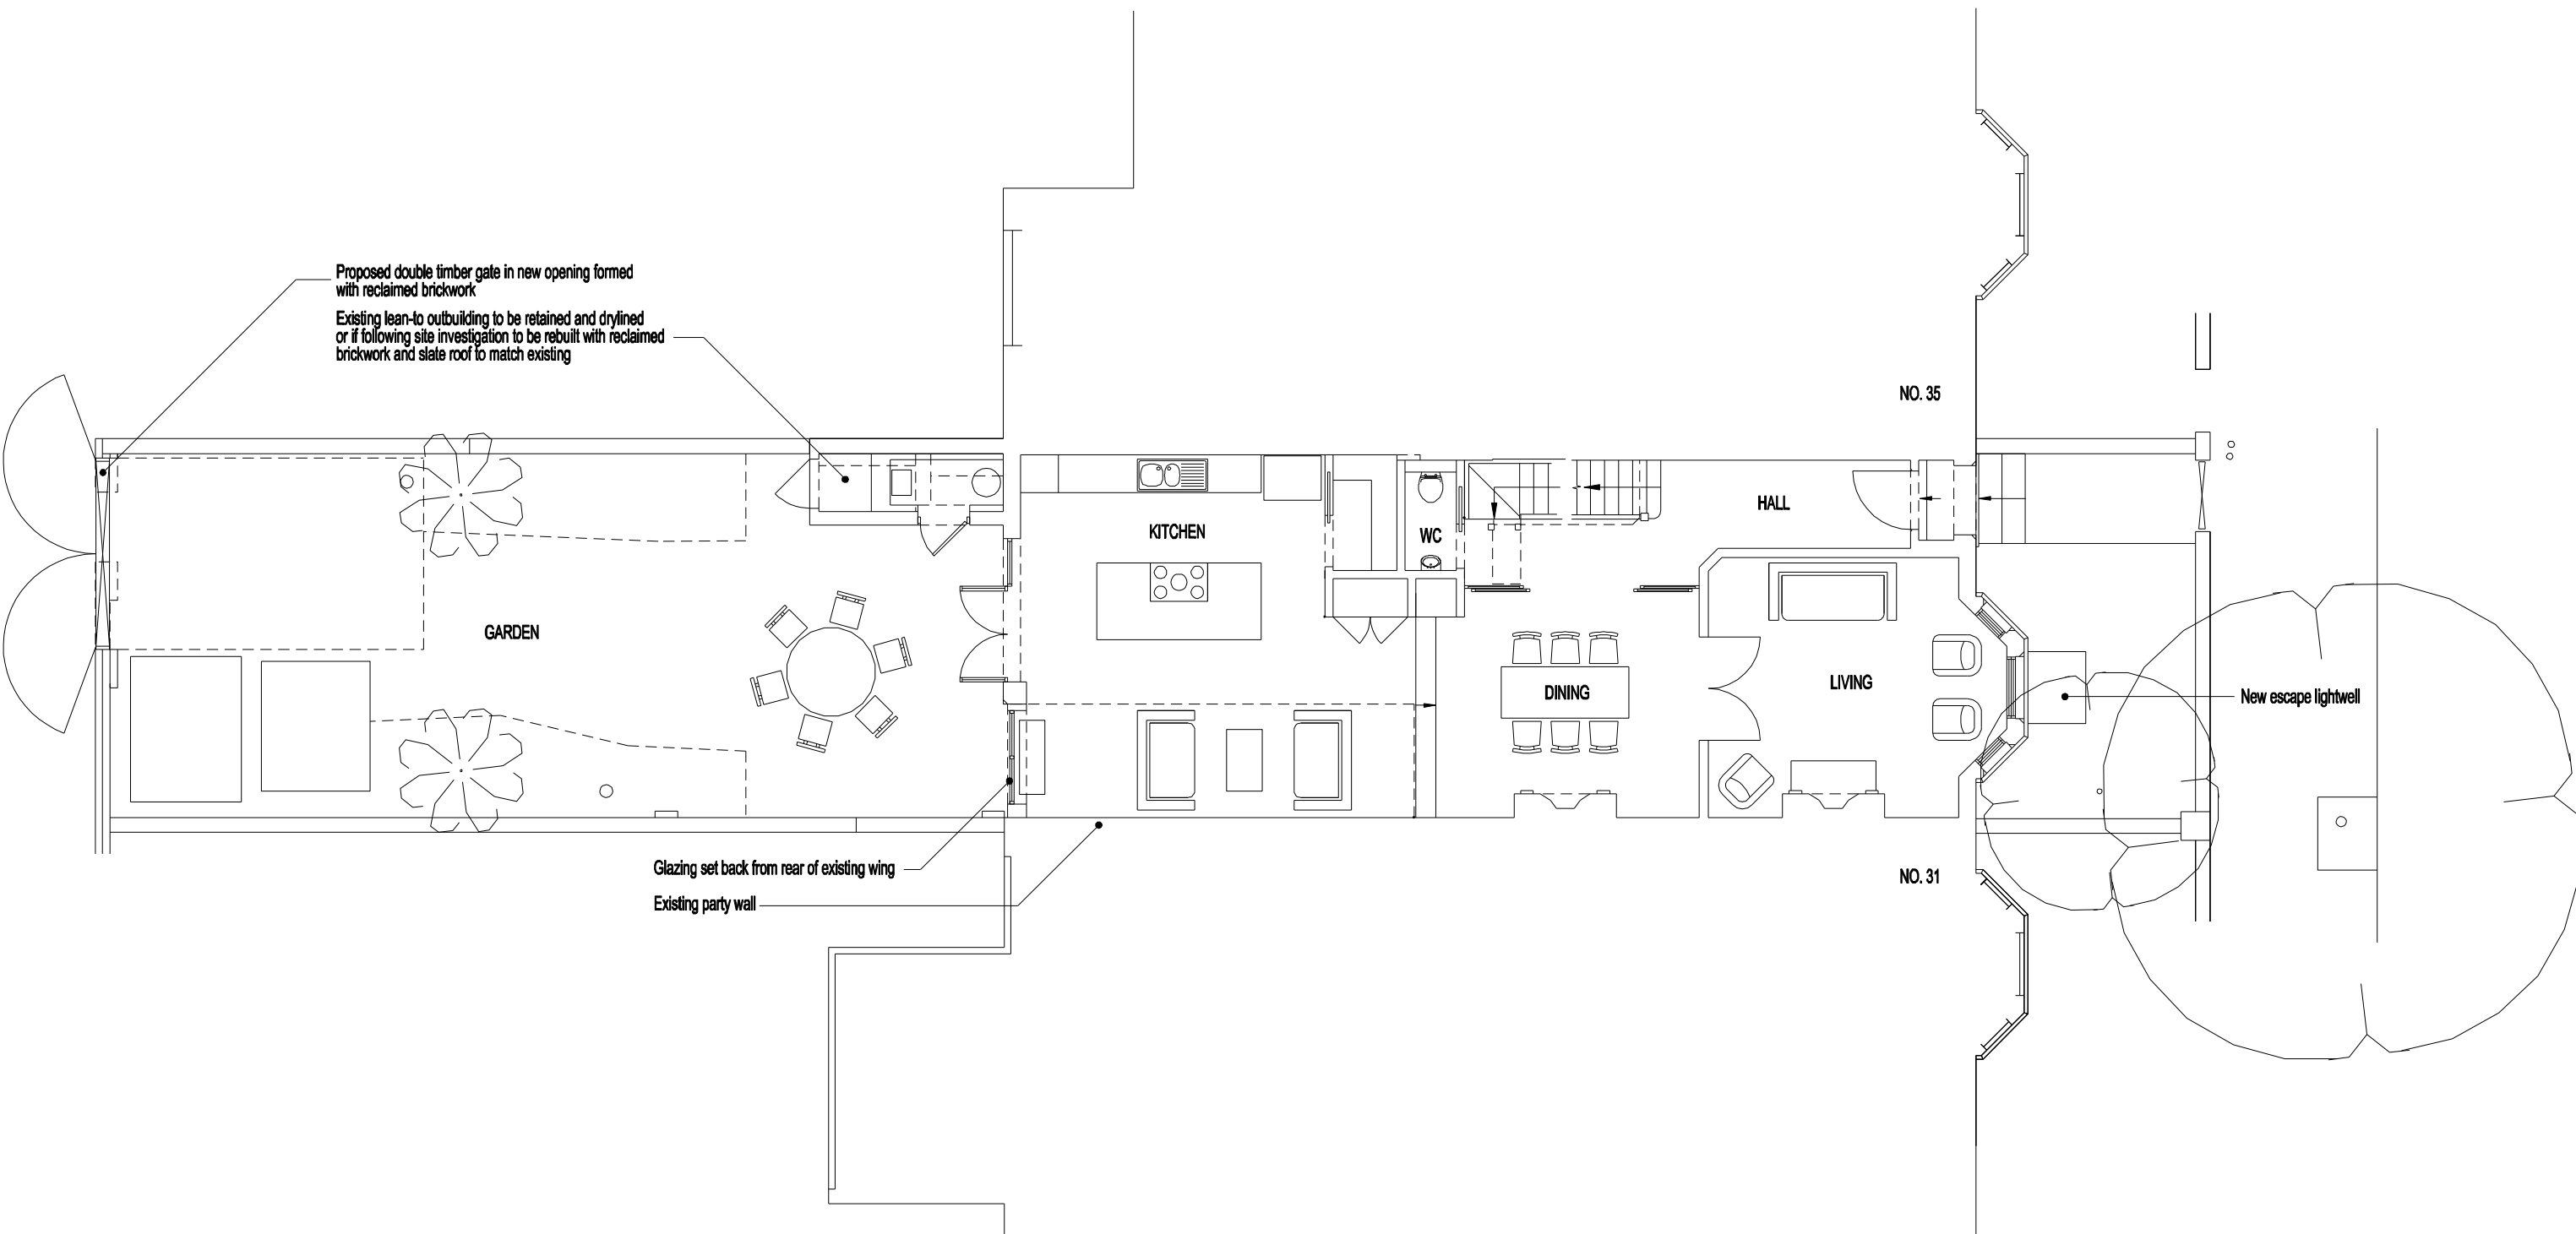 Proposed double timber gate in new opening formed
with reclaimed brickwork
Existing lean-to outbuilding to be retained and drylined
or if following site investigation to be rebuilt with reclaimed
brickwork and slate roof to match existing
NO. 35
HALL
KITCHEN
WC
GARDEN
LIVING
DINING
New escape lightwell
Glazing set back from rear of existing wing
NO. 31
Existing party wall